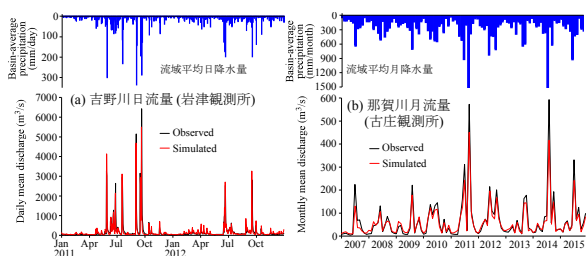 Basin-average
precipitation
(mm/day)
0
100
200
300
流域平均日降水量
7000
6000
5000
4000
3000
2000
1000
0
Daily mean discharge (m³/s)
(a) 吉野川日流量 (岩津観測所)
Observed
Simulated
Jan Apr Jul Oct Jan Apr Jul Oct
2011 2012
Basin-average
precipitation
(mm/month)
0
300
600
900
1200
1500
流域平均月降水量
600
500
400
300
200
100
0
Monthly mean discharge (m³/s)
(b) 那賀川月流量
(古庄観測所)
Observed
Simulated
2007 2008 2009 2010 2011 2012 2013 2014 2015